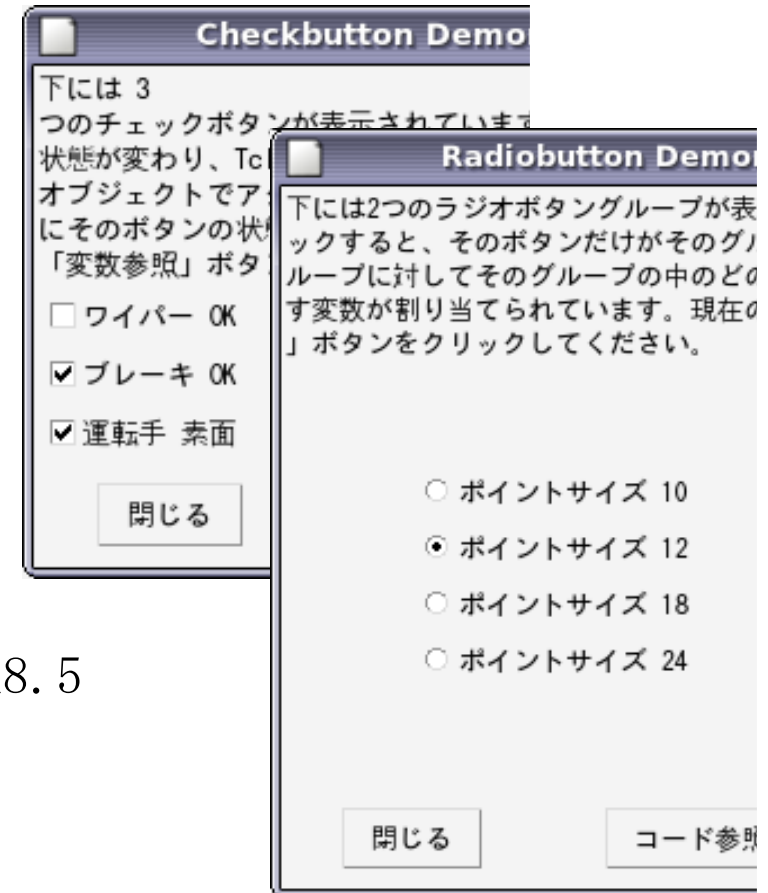 Checkbutton Demo
下には 3
つのチェックボタンが表示されています
状態が変わり、Tcl
オブジェクトでア
にそのボタンの状
「変数参照」ボタ
ワイパー OK
ブレーキ OK
運転手 素面
閉じる
Radiobutton Demo
下には2つのラジオボタングループが表
ックすると、そのボタンだけがそのグル
ループに対してそのグループの中のどの
す変数が割り当てられています。現在の
」ボタンをクリックしてください。
ポイントサイズ 10
ポイントサイズ 12
ポイントサイズ 18
ポイントサイズ 24
閉じる
コード参照
8.5